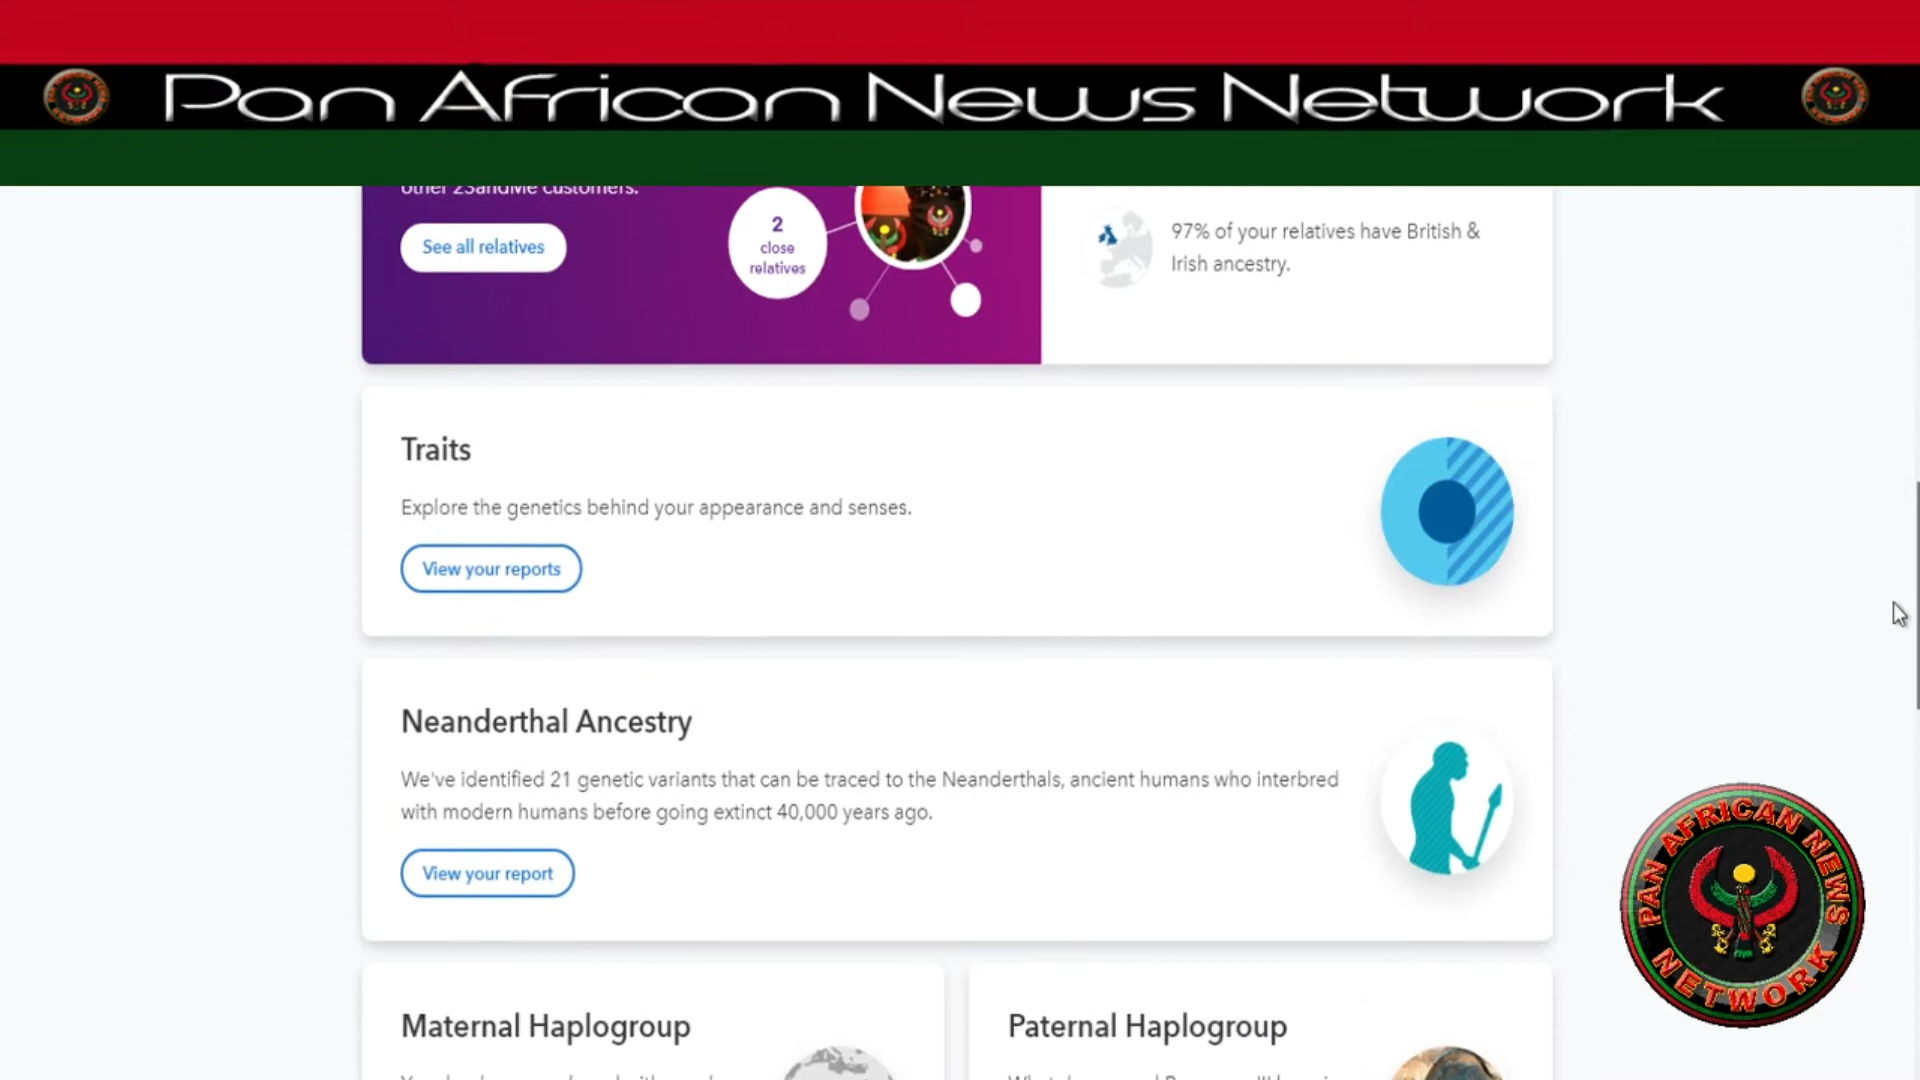 Pan African News Network
other 23andMe customers.
See all relatives
2
close
relatives
97% of your relatives have British &
Irish ancestry.
Traits
Explore the genetics behind your appearance and senses.
View your reports
Neanderthal Ancestry
We've identified 21 genetic variants that can be traced to the Neanderthals, ancient humans who interbred
with modern humans before going extinct 40,000 years ago.
View your report
PAN AFRICAN NEWS
NETWORK
Maternal Haplogroup
Paternal Haplogroup